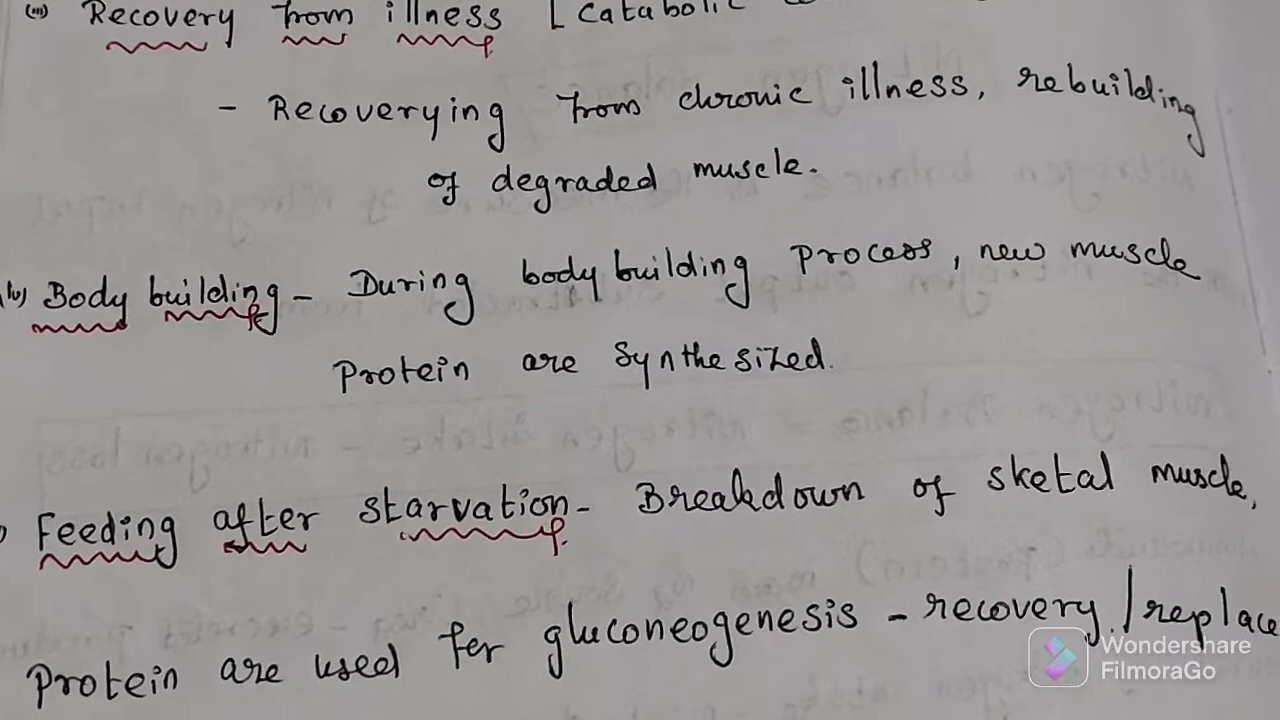 (iii) Recovery from illness [Catabolic
- Recoverying from chronic illness, rebuilding
of degraded muscle.
(iv) Body building - During body building process, new muscle
Protein are synthesized.
) Feeding after starvation - Breakdown of sketal muscle,
Protein are used for gluconeogenesis - recovery/replace
Wondershare
FilmoraGo